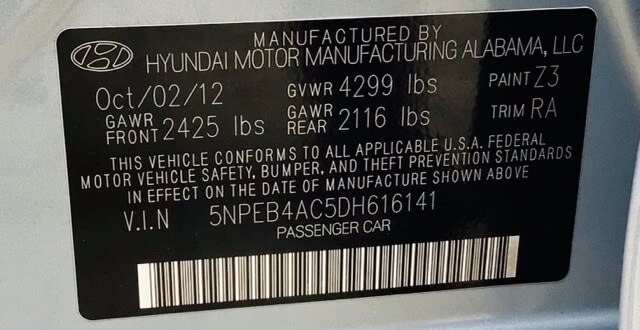 MANUFACTURED BY
HYUNDAI MOTOR MANUFACTURING ALABAMA, LLC
Oct/02/12 GVWR 4299 lbs PAINT Z3
GAWR FRONT 2425 lbs GAWR REAR 2116 lbs TRIM RA
THIS VEHICLE CONFORMS TO ALL APPLICABLE U.S.A. FEDERAL
MOTOR VEHICLE SAFETY, BUMPER, AND THEFT PREVENTION STANDARDS
IN EFFECT ON THE DATE OF MANUFACTURE SHOWN ABOVE.
V.I.N 5NPEB4AC5DH616141
PASSENGER CAR